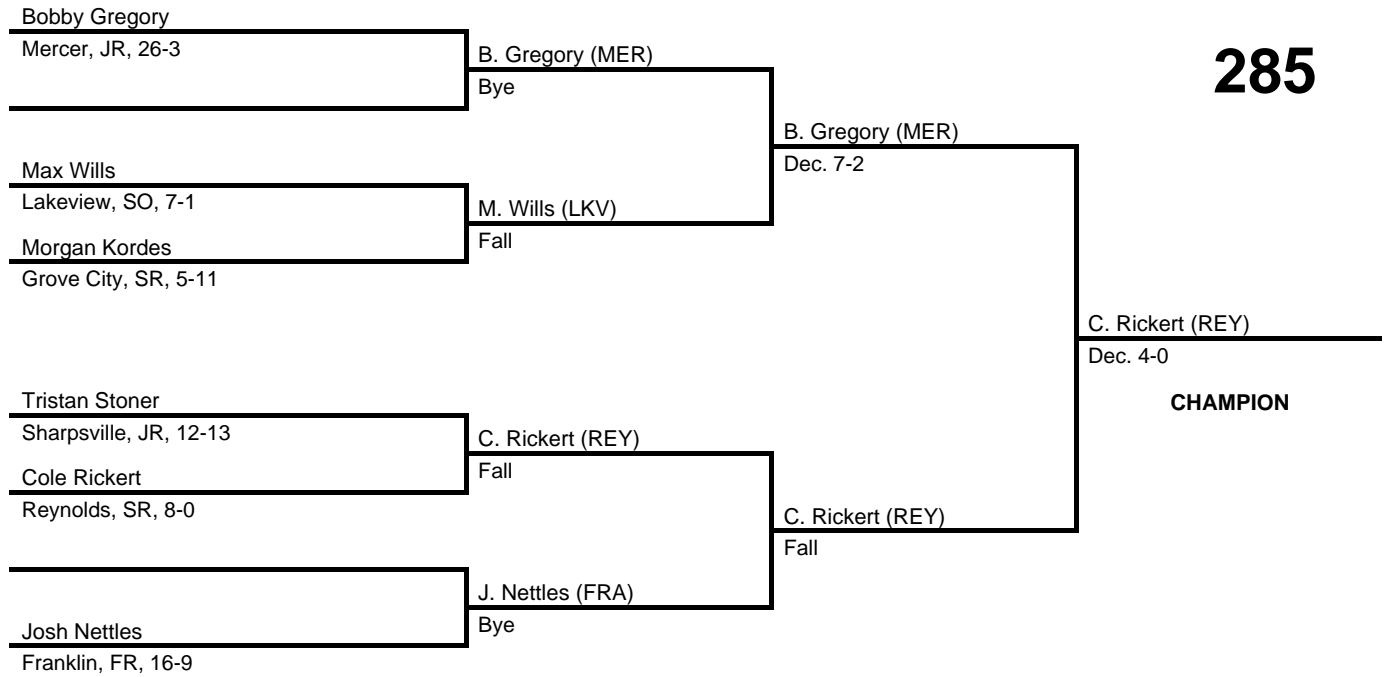 Bobby Gregory
Mercer, JR, 26-3
B. Gregory (MER)
Bye
285
B. Gregory (MER)
Dec. 7-2
Max Wills
Lakeview, SO, 7-1
M. Wills (LKV)
Fall
Morgan Kordes
Grove City, SR, 5-11
C. Rickert (REY)
Dec. 4-0
CHAMPION
Tristan Stoner
Sharpsville, JR, 12-13
C. Rickert (REY)
Fall
Cole Rickert
Reynolds, SR, 8-0
C. Rickert (REY)
Fall
J. Nettles (FRA)
Bye
Josh Nettles
Franklin, FR, 16-9